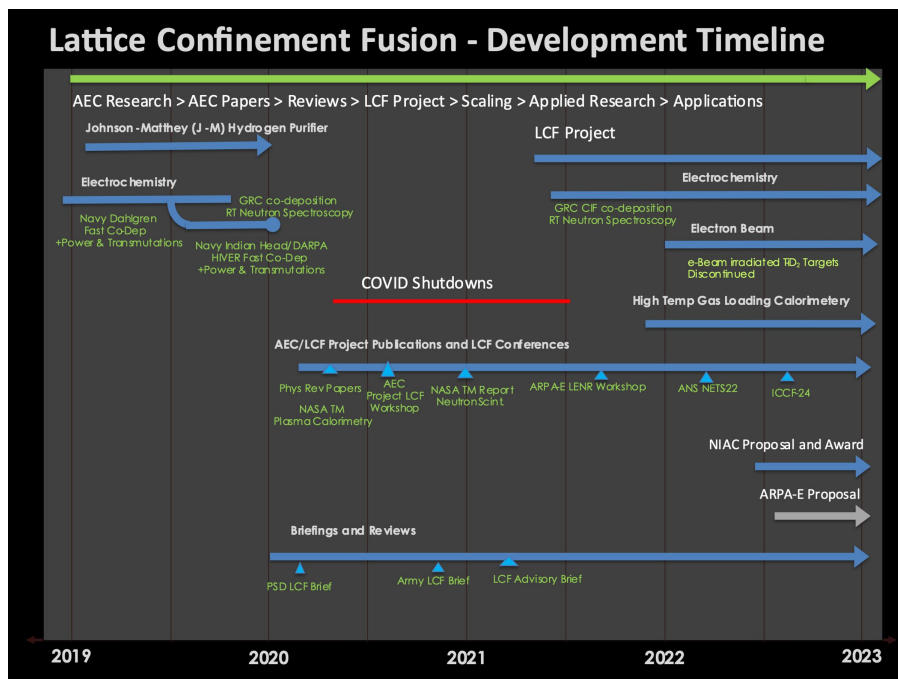 Lattice Confinement Fusion - Development Timeline
AEC Research > AEC Papers > Reviews > LCF Project > Scaling > Applied Research > Applications
Johnson-Matthey (J-M) Hydrogen Purifier
LCF Project
Electrochemistry
Electrochemistry
GRC co-deposition
RT Neutron Spectroscopy
GRC CIF co-deposition
RT Neutron Spectroscopy
Navy Dahlgren
Fast Co-Dep
+Power & Transmutations
Electron Beam
Navy Indian Head/DARPA
HIVER Fast Co-Dep
+Power & Transmutations
e-Beam irradiated TiD₂ Targets
Discontinued
COVID Shutdowns
High Temp Gas Loading Calorimetery
AEC/LCF Project Publications and LCF Conferences
Phys Rev Papers
NASA TM
Plasma Calorimetry
AEC
Project LCF
Workshop
NASA TM Report
NeutronScint.
ARPA-E LENR Workshop
ANS NETS22
ICCF-24
NIAC Proposal and Award
ARPA-E Proposal
Briefings and Reviews
PSD LCF Brief
Army LCF Brief
LCF Advisory Brief
2019
2020
2021
2022
2023